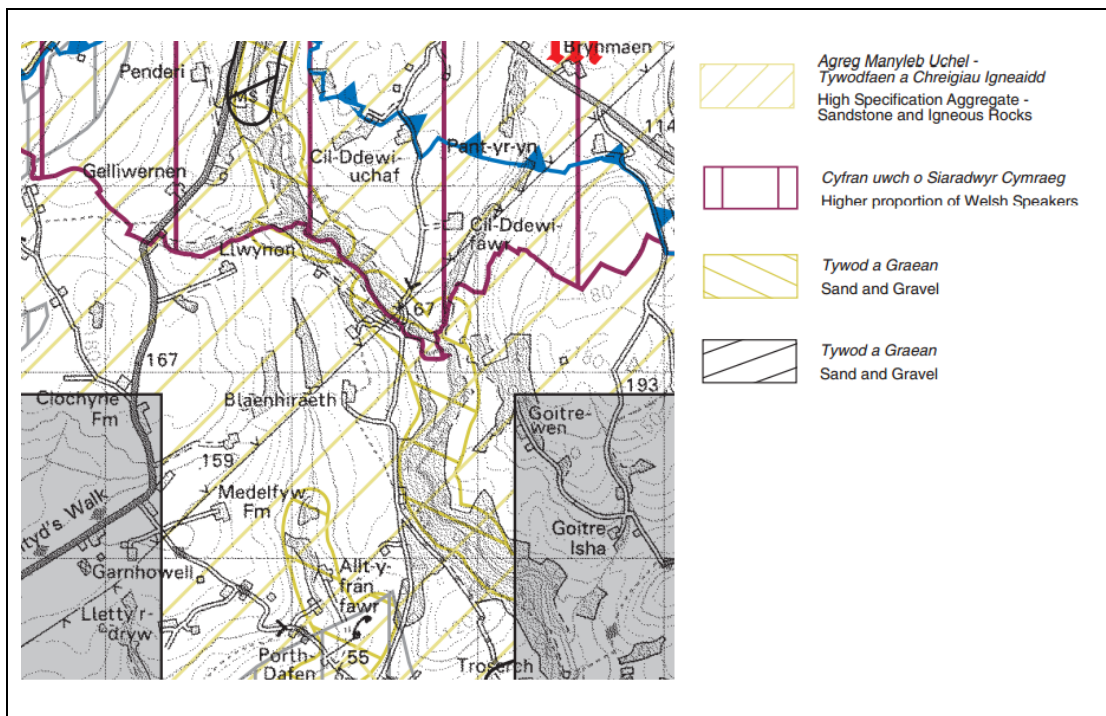 Brynmaen
Penderi
MS
114
Cil-Ddewi-
uchaf
Pant-yr-yn
Gelliwernen
Cil-Ddewi-
fawr
Llwynon
67
80
167
193
Clochyrie
Fm
Blaenhiraeth
Goitre-
wen
159
Medelfyw
Fm
tyd's Walk
Goitre
Isha
Garnhowell
Allt-y-
fran
fawr
Lletty'r-
dryw
Porth-
Dafen
55
Troserch
Agreg Manyleb Uchel -
Tywodfaen a Chreigiau Igneaidd
High Specification Aggregate -
Sandstone and Igneous Rocks
Cyfran uwch o Siaradwyr Cymraeg
Higher proportion of Welsh Speakers
Tywod a Graean
Sand and Gravel
Tywod a Graean
Sand and Gravel